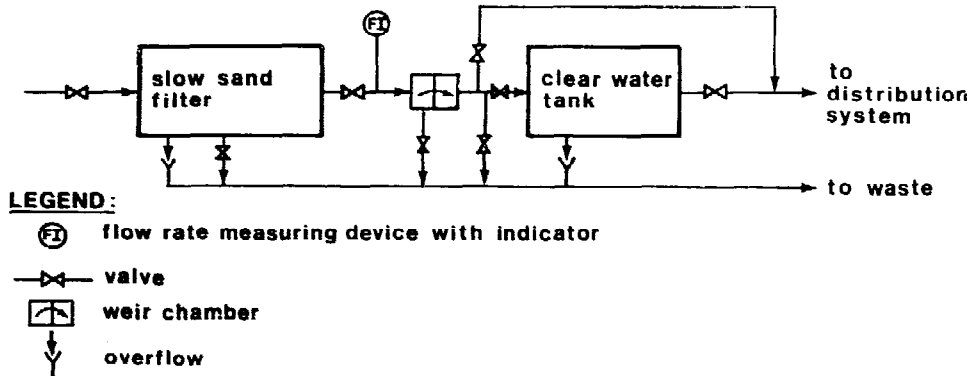 FI
slow sand
filter
clear water
tank
to
distribution
system
to waste
LEGEND:
FI flow rate measuring device with indicator
valve
weir chamber
overflow